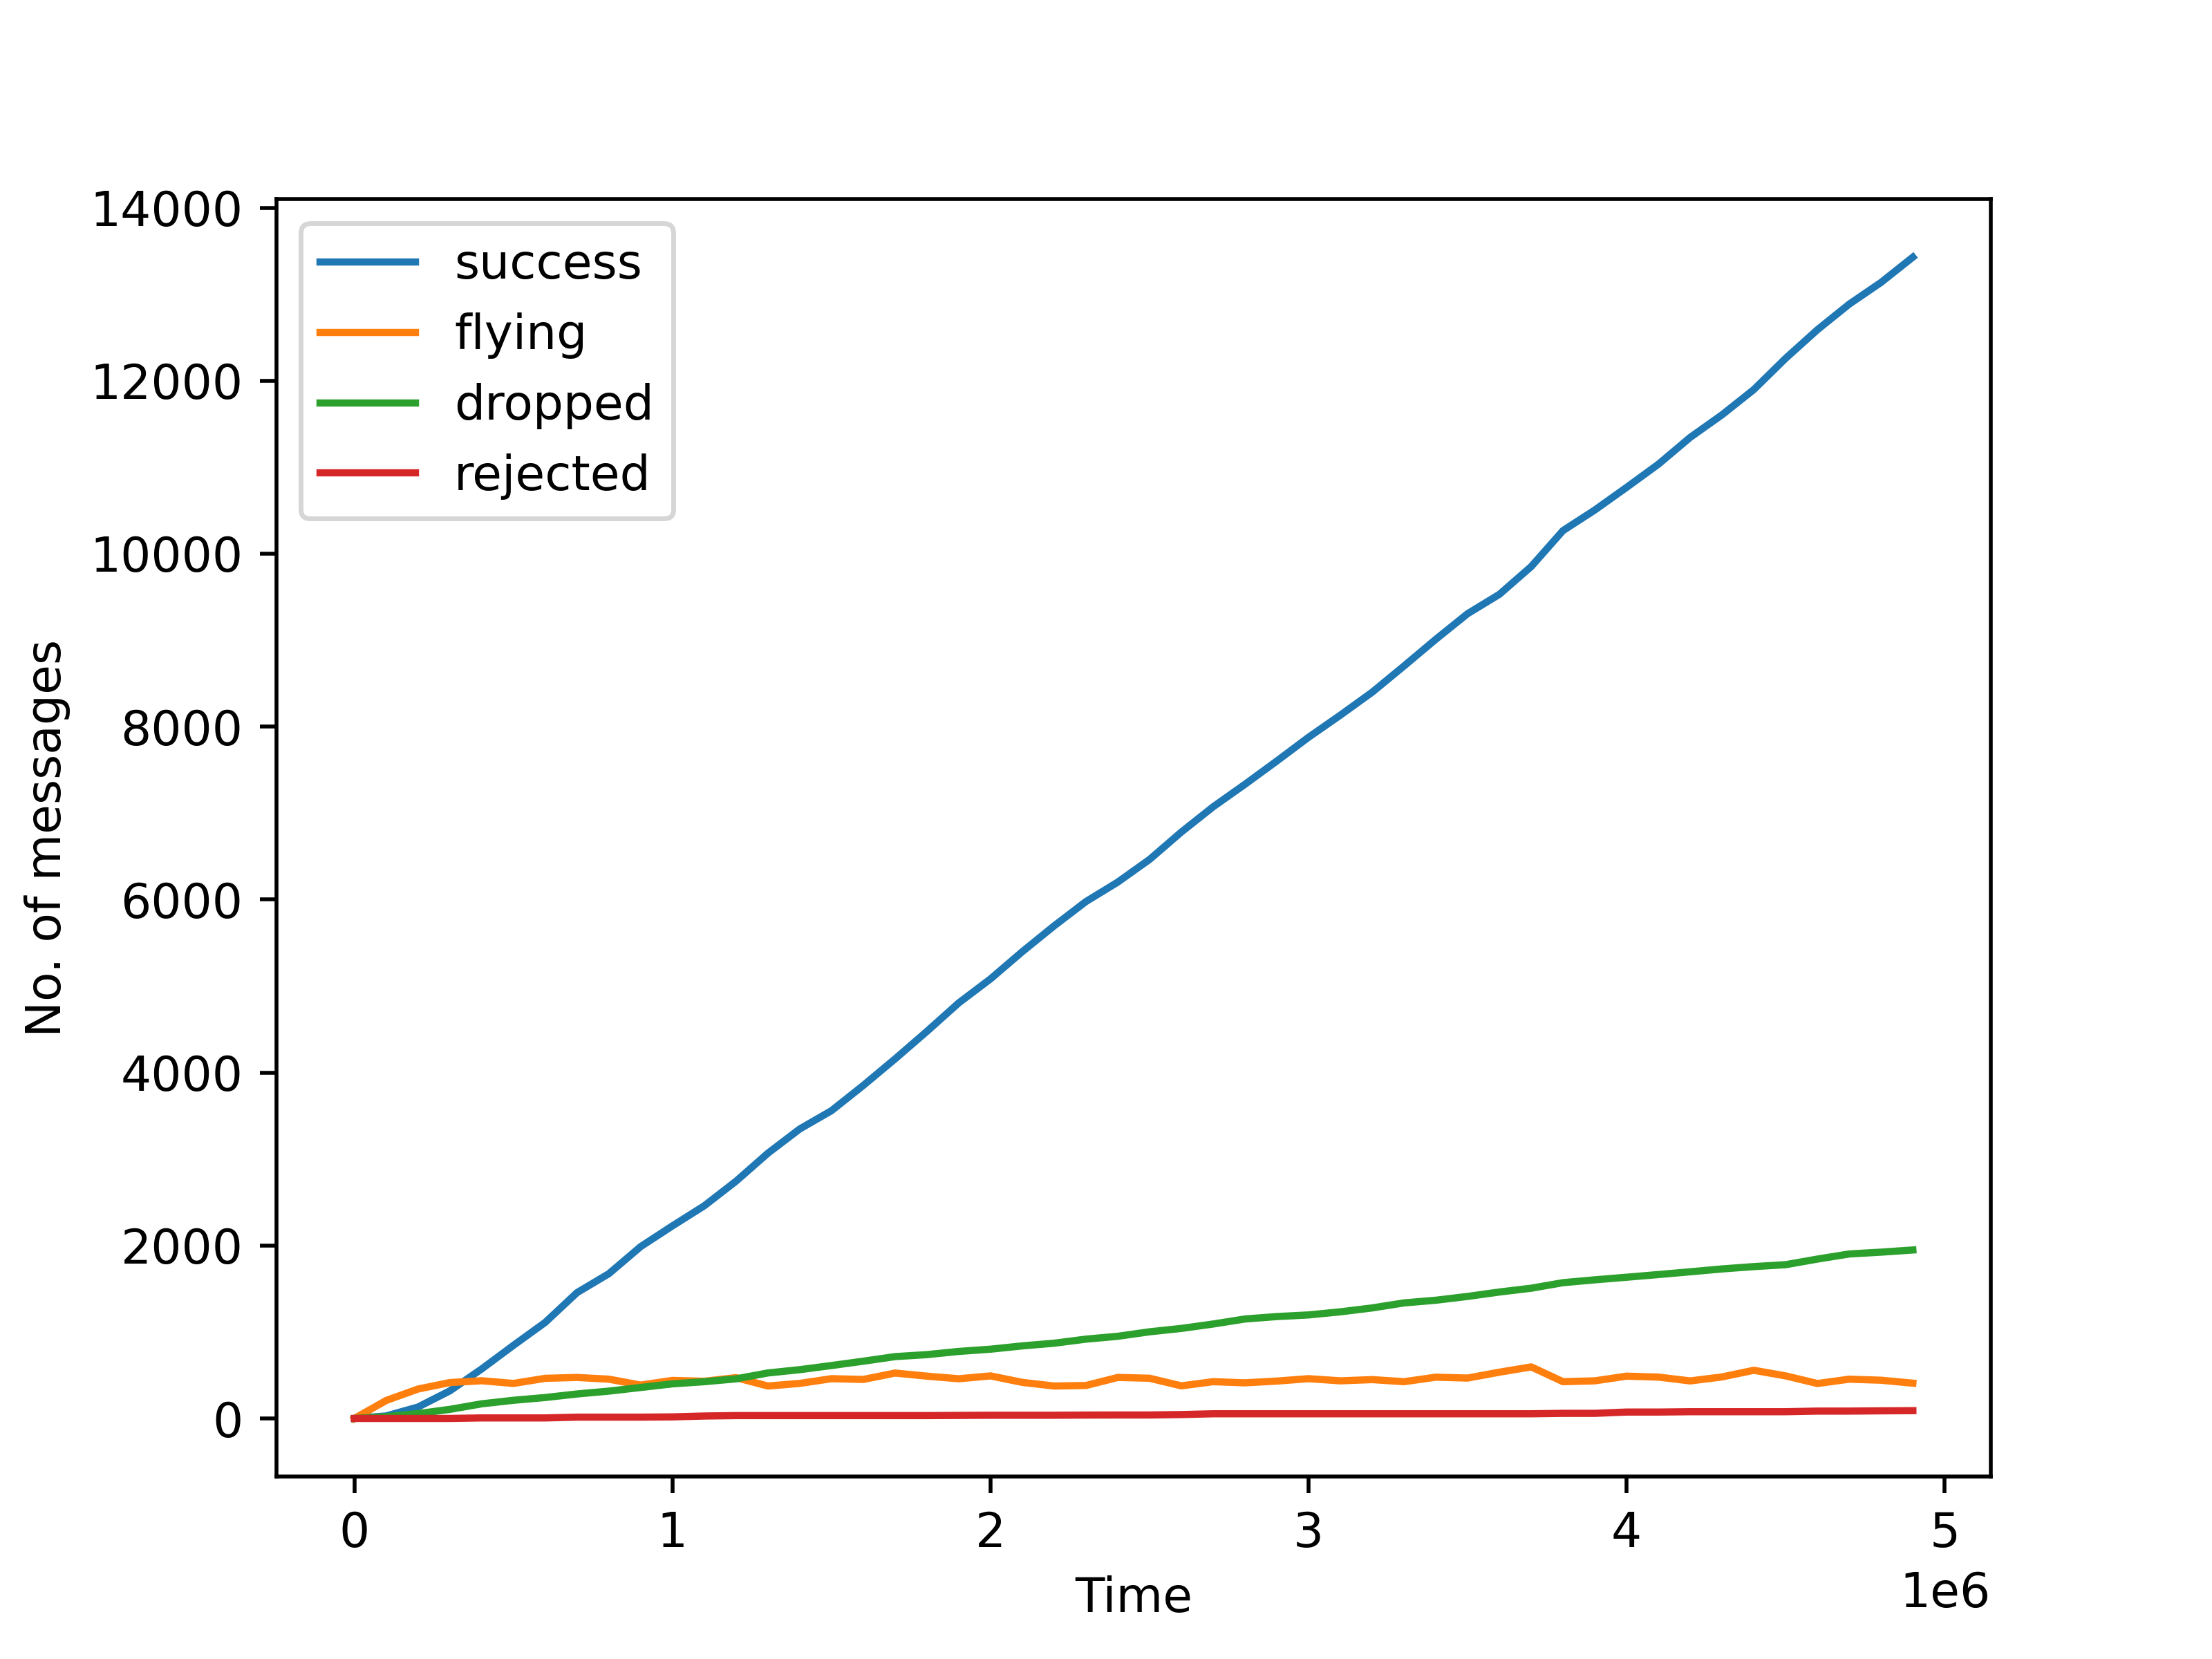 14000
12000
10000
8000
6000
4000
2000
0
No. of messages
success
flying
dropped
rejected
0 1 2 3 4 5
1e6
Time